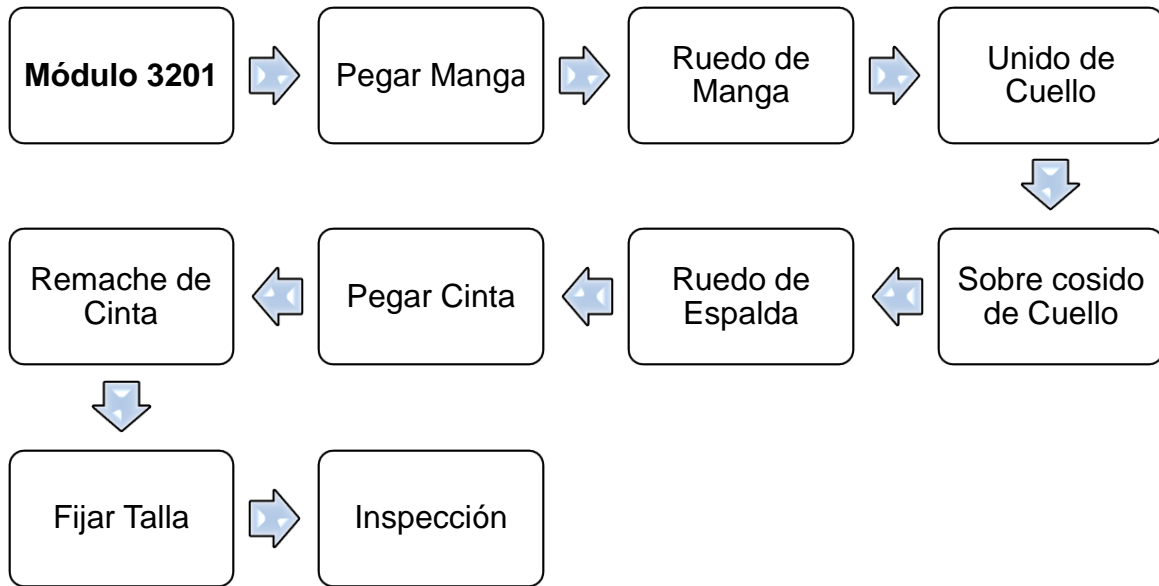 Módulo 3201
Pegar Manga
Ruedo de
Manga
Unido de
Cuello
Sobre cosido
de Cuello
Ruedo de
Espalda
Pegar Cinta
Remache de
Cinta
Fijar Talla
Inspección